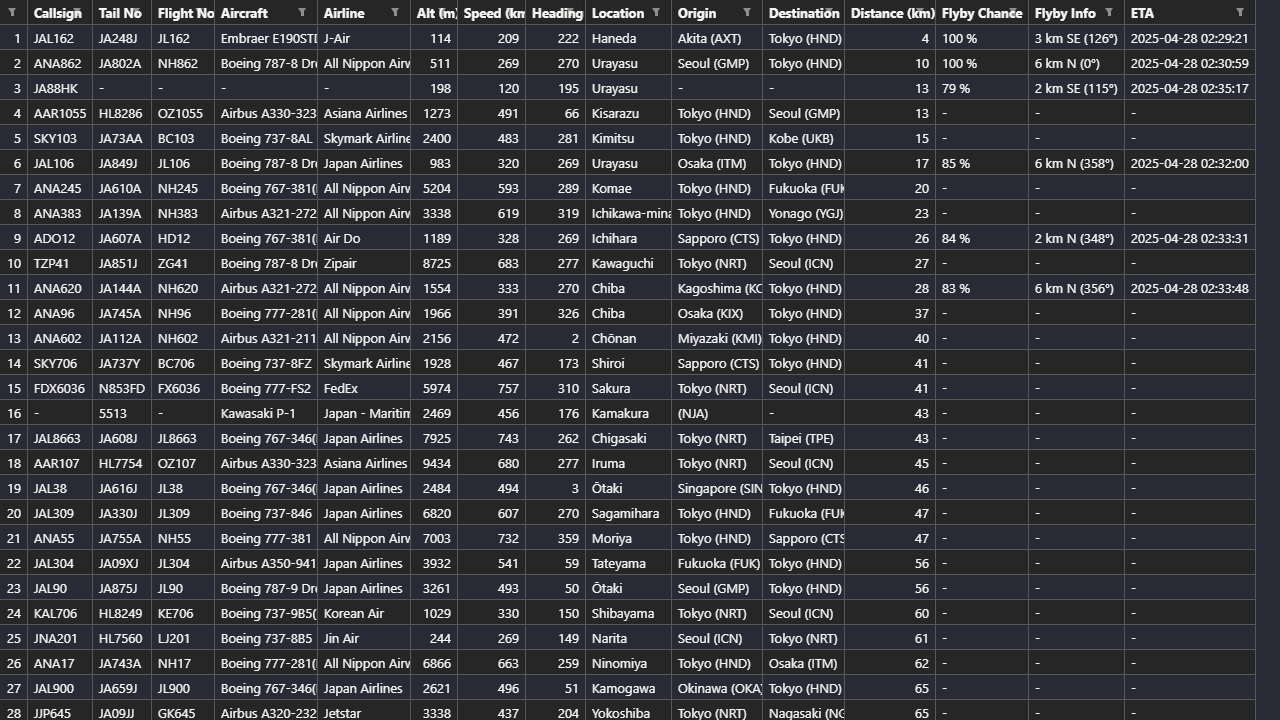 Callsign Tail No Flight No Aircraft Airline Alt (m) Speed (km Heading Location Origin Destination Distance (km) Flyby Chance Flyby Info ETA
1 JAL162 JA248J JL162 Embraer E190STD J-Air 114 209 222 Haneda Akita (AXT) Tokyo (HND) 4 100 % 3 km SE (126°) 2025-04-28 02:29:21
2 ANA862 JA802A NH862 Boeing 787-8 Dre All Nippon Airw 511 269 270 Urayasu Seoul (GMP) Tokyo (HND) 10 100 % 6 km N (0°) 2025-04-28 02:30:59
3 JA88HK - - - - 198 120 195 Urayasu - - 13 79 % 2 km SE (115°) 2025-04-28 02:35:17
4 AAR1055 HL8286 OZ1055 Airbus A330-323 Asiana Airlines 1273 491 66 Kisarazu Tokyo (HND) Seoul (GMP) 13 - - -
5 SKY103 JA73AA BC103 Boeing 737-8AL Skymark Airline 2400 483 281 Kimitsu Tokyo (HND) Kobe (UKB) 15 - - -
6 JAL106 JA849J JL106 Boeing 787-8 Dre Japan Airlines 983 320 269 Urayasu Osaka (ITM) Tokyo (HND) 17 85 % 6 km N (358°) 2025-04-28 02:32:00
7 ANA245 JA610A NH245 Boeing 767-381( All Nippon Airw 5204 593 289 Komae Tokyo (HND) Fukuoka (FUK 20 - - -
8 ANA383 JA139A NH383 Airbus A321-272 All Nippon Airw 3338 619 319 Ichikawa-mina Tokyo (HND) Yonago (YGJ) 23 - - -
9 ADO12 JA607A HD12 Boeing 767-381( Air Do 1189 328 269 Ichihara Sapporo (CTS) Tokyo (HND) 26 84 % 2 km N (348°) 2025-04-28 02:33:31
10 TZP41 JA851J ZG41 Boeing 787-8 Dre Zipair 8725 683 277 Kawaguchi Tokyo (NRT) Seoul (ICN) 27 - - -
11 ANA620 JA144A NH620 Airbus A321-272 All Nippon Airw 1554 333 270 Chiba Kagoshima (KO Tokyo (HND) 28 83 % 6 km N (356°) 2025-04-28 02:33:48
12 ANA96 JA745A NH96 Boeing 777-281( All Nippon Airw 1966 391 326 Chiba Osaka (KIX) Tokyo (HND) 37 - - -
13 ANA602 JA112A NH602 Airbus A321-211 All Nippon Airw 2156 472 2 Chōnan Miyazaki (KMI) Tokyo (HND) 40 - - -
14 SKY706 JA737Y BC706 Boeing 737-8FZ Skymark Airline 1928 467 173 Shiroi Sapporo (CTS) Tokyo (HND) 41 - - -
15 FDX6036 N853FD FX6036 Boeing 777-FS2 FedEx 5974 757 310 Sakura Tokyo (NRT) Seoul (ICN) 41 - - -
16 - 5513 - Kawasaki P-1 Japan - Maritim 2469 456 176 Kamakura (NJA) - 43 - - -
17 JAL8663 JA608J JL8663 Boeing 767-346( Japan Airlines 7925 743 262 Chigasaki Tokyo (NRT) Taipei (TPE) 43 - - -
18 AAR107 HL7754 OZ107 Airbus A330-323 Asiana Airlines 9434 680 277 Iruma Tokyo (NRT) Seoul (ICN) 45 - - -
19 JAL38 JA616J JL38 Boeing 767-346( Japan Airlines 2484 494 3 Ōtaki Singapore (SIN Tokyo (HND) 46 - - -
20 JAL309 JA330J JL309 Boeing 737-846 Japan Airlines 6820 607 270 Sagamihara Tokyo (HND) Fukuoka (FUK 47 - - -
21 ANA55 JA755A NH55 Boeing 777-381 All Nippon Airw 7003 732 359 Moriya Tokyo (HND) Sapporo (CTS 47 - - -
22 JAL304 JA09XJ JL304 Airbus A350-941 Japan Airlines 3932 541 59 Tateyama Fukuoka (FUK) Tokyo (HND) 56 - - -
23 JAL90 JA875J JL90 Boeing 787-9 Dre Japan Airlines 3261 493 50 Ōtaki Seoul (GMP) Tokyo (HND) 56 - - -
24 KAL706 HL8249 KE706 Boeing 737-9B5( Korean Air 1029 330 150 Shibayama Tokyo (NRT) Seoul (ICN) 60 - - -
25 JNA201 HL7560 LJ201 Boeing 737-8B5 Jin Air 244 269 149 Narita Seoul (ICN) Tokyo (NRT) 61 - - -
26 ANA17 JA743A NH17 Boeing 777-281( All Nippon Airw 6866 663 259 Ninomiya Tokyo (HND) Osaka (ITM) 62 - - -
27 JAL900 JA659J JL900 Boeing 767-346( Japan Airlines 2621 496 51 Kamogawa Okinawa (OKA) Tokyo (HND) 65 - - -
28 JJP645 JA09JJ GK645 Airbus A320-232 Jetstar 3338 437 204 Yokoshiba Tokyo (NRT) Nagasaki (NG 65 - - -